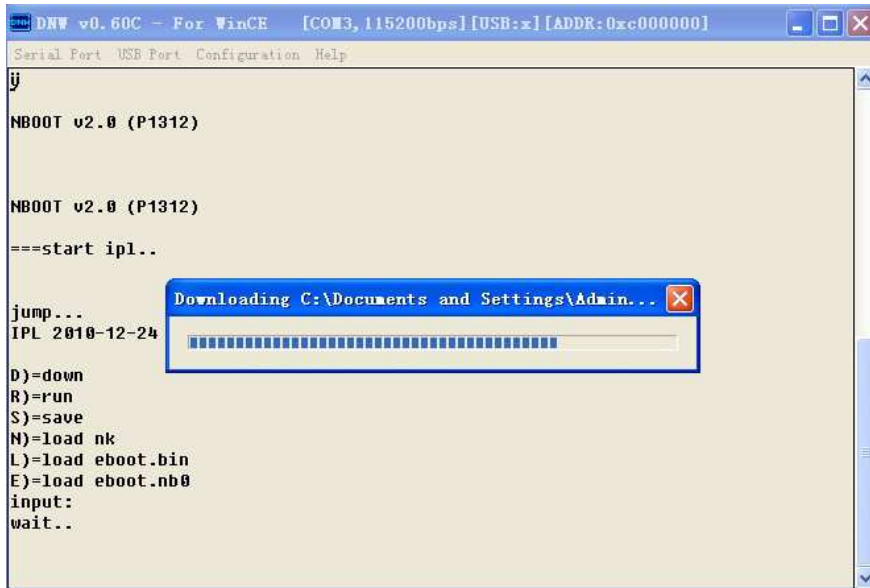 DNW v0.60C - For WinCE [COM3,115200bps][USB:x][ADDR:0xc000000]
Serial Port USB Port Configuration Help
ÿ
NBOOT v2.0 (P1312)
NBOOT v2.0 (P1312)
===start ipl..
Downloading C:\Documents and Settings\Admin...
jump...
IPL 2010-12-24
D)=down
R)=run
S)=save
N)=load nk
L)=load eboot.bin
E)=load eboot.nb0
input:
wait..